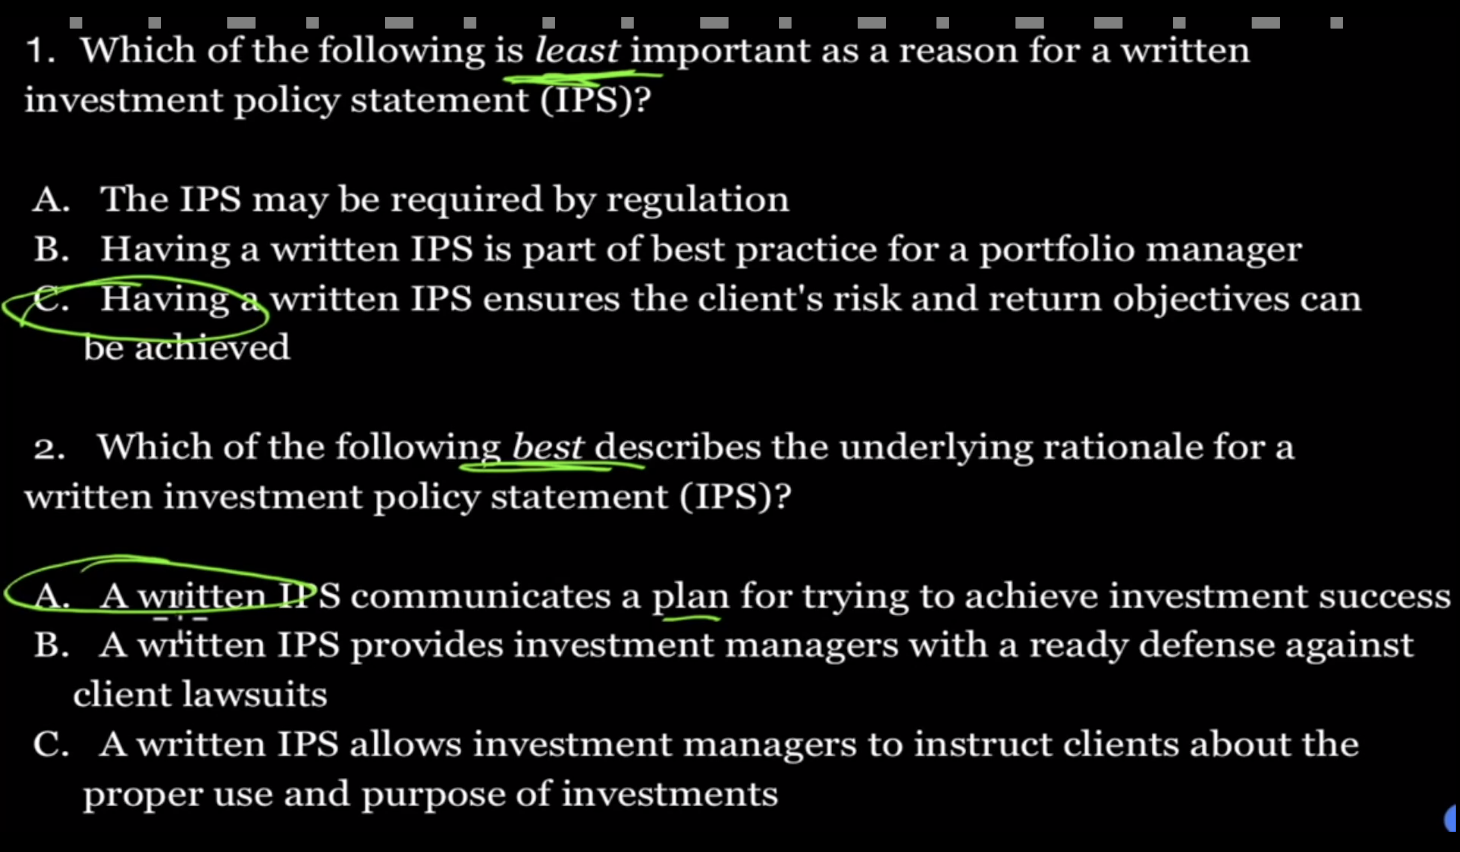 1. Which of the following is least important as a reason for a written
investment policy statement (IPS)?
A. The IPS may be required by regulation
B. Having a written IPS is part of best practice for a portfolio manager
C. Having a written IPS ensures the client's risk and return objectives can
be achieved
2. Which of the following best describes the underlying rationale for a
written investment policy statement (IPS)?
A. A written IPS communicates a plan for trying to achieve investment success
B. A written IPS provides investment managers with a ready defense against
client lawsuits
C. A written IPS allows investment managers to instruct clients about the
proper use and purpose of investments